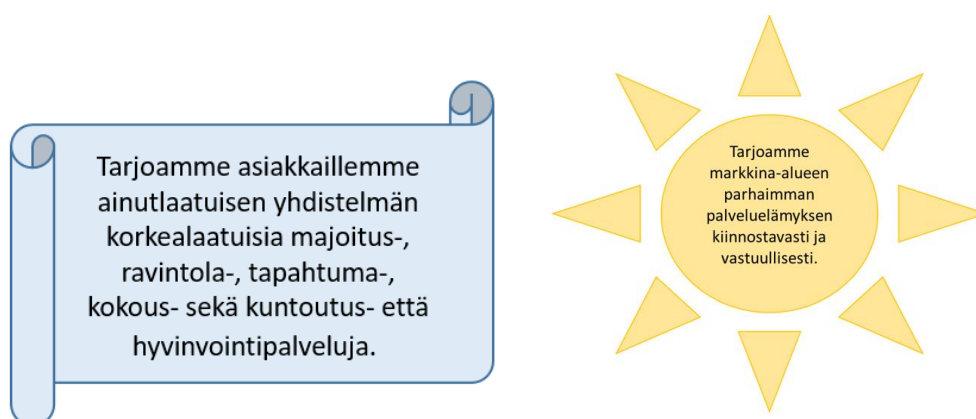 Tarjoamme asiakkaillemme
ainutlaatuisen yhdistelmän
korkealaatuisia majoitus-,
ravintola-, tapahtuma-,
kokous- sekä kuntoutus- että
hyvinvointipalveluja.
Tarjoamme
markkina-alueen
parhaimman
palveluelämyksen
kiinnostavasti ja
vastuullisesti.